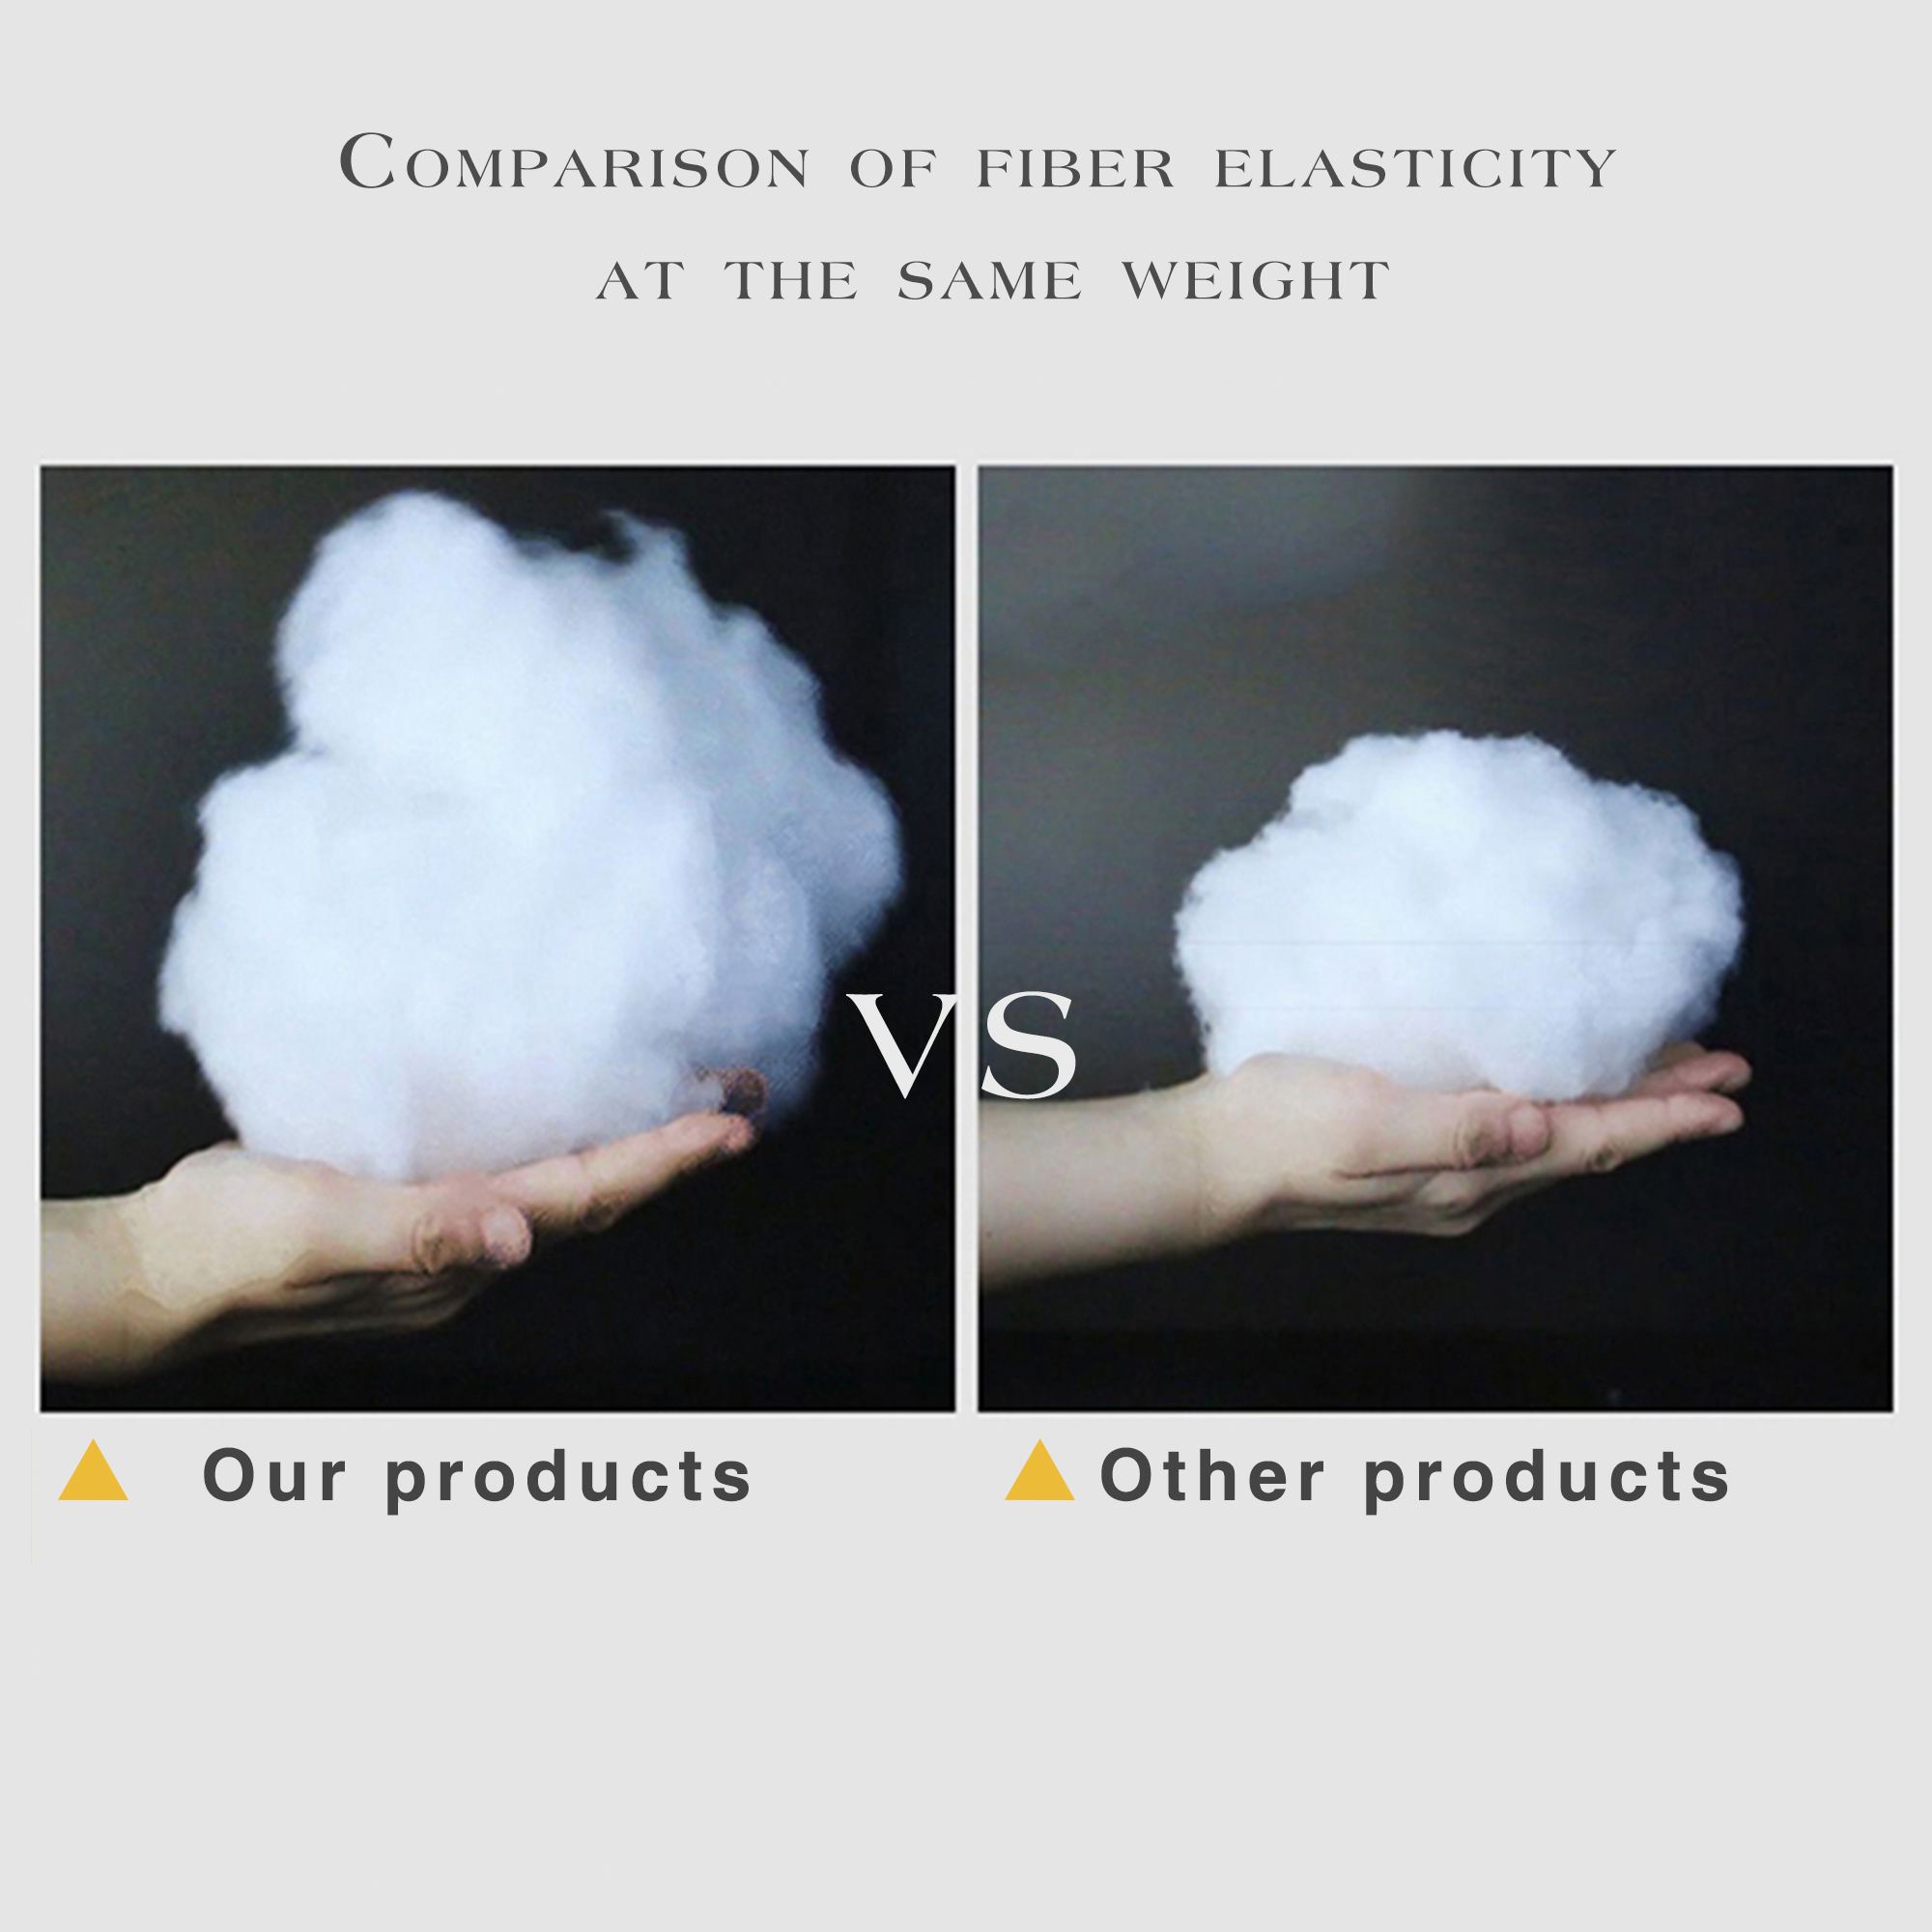 Comparison of fiber elasticity
at the same weight
VS
Our products
Other products